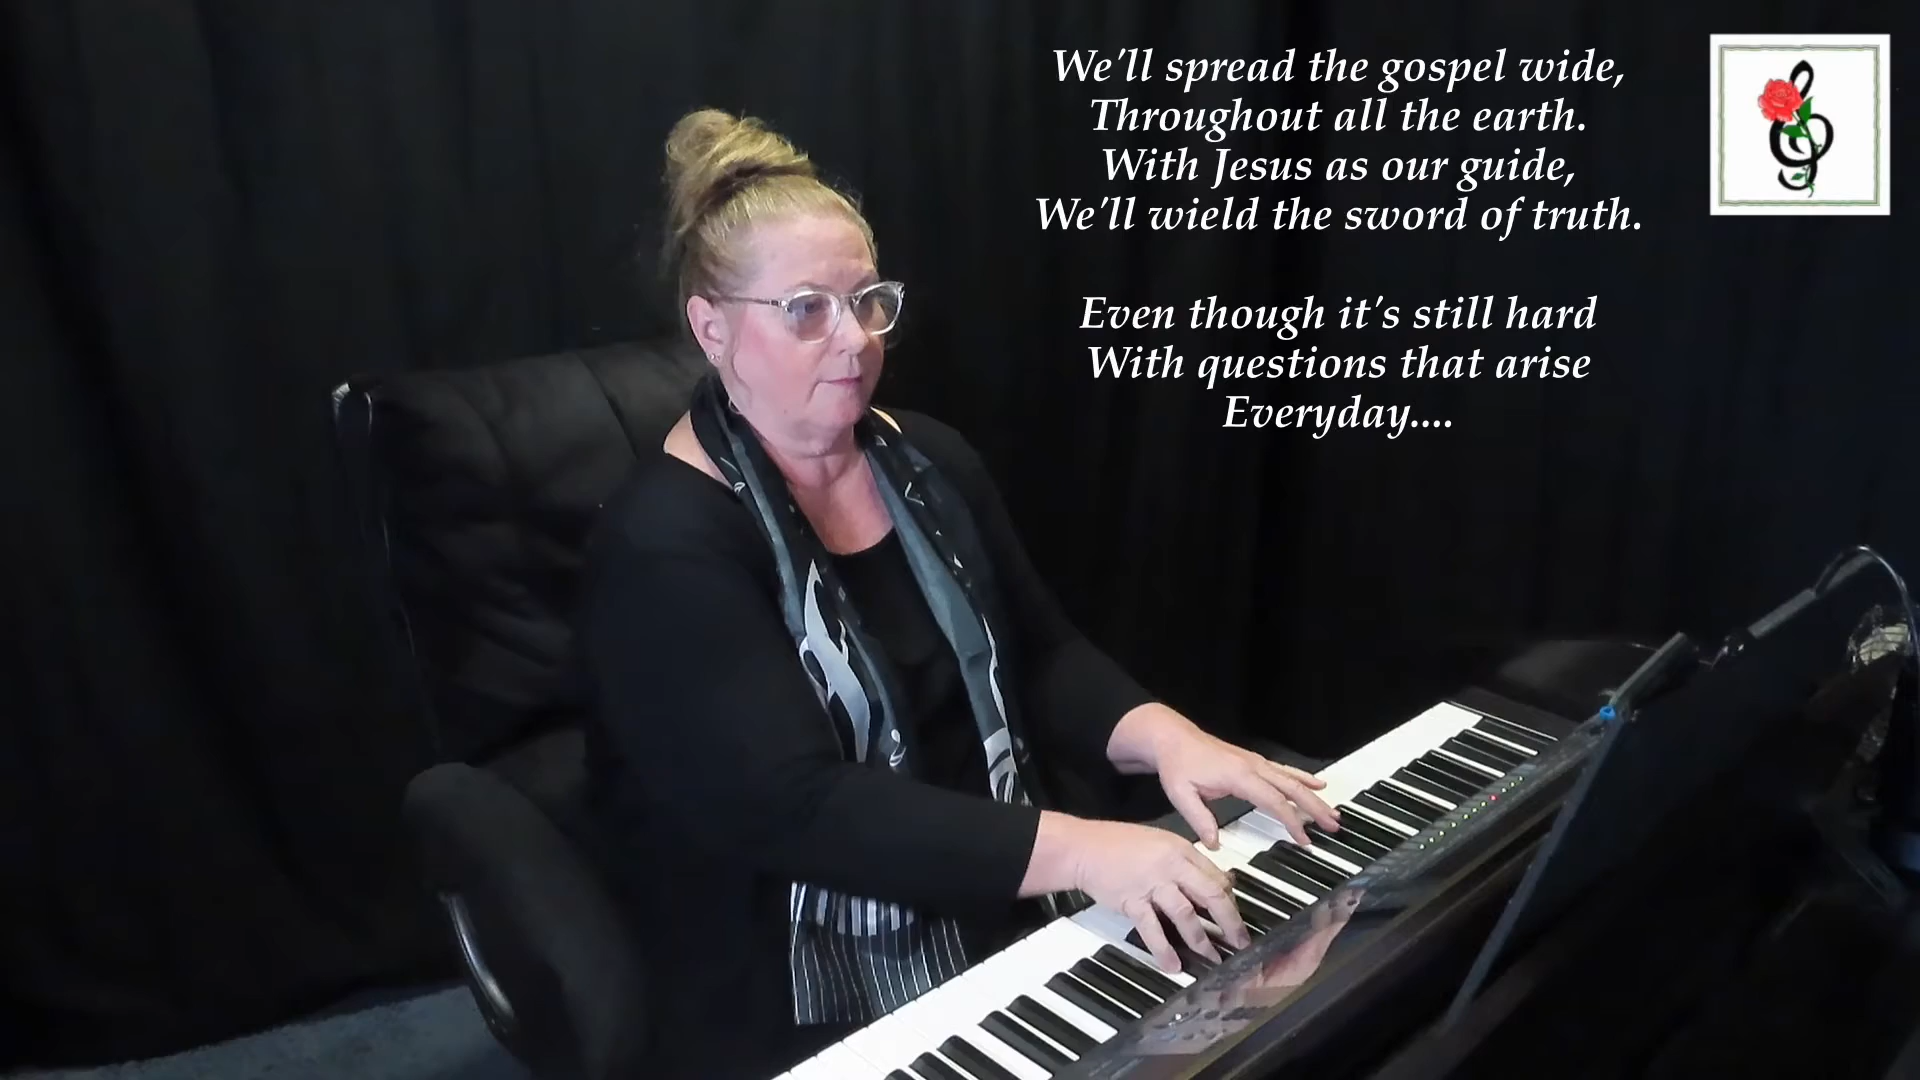 We'll spread the gospel wide,
Throughout all the earth.
With Jesus as our guide,
We'll wield the sword of truth.
Even though it's still hard
With questions that arise
Everyday....